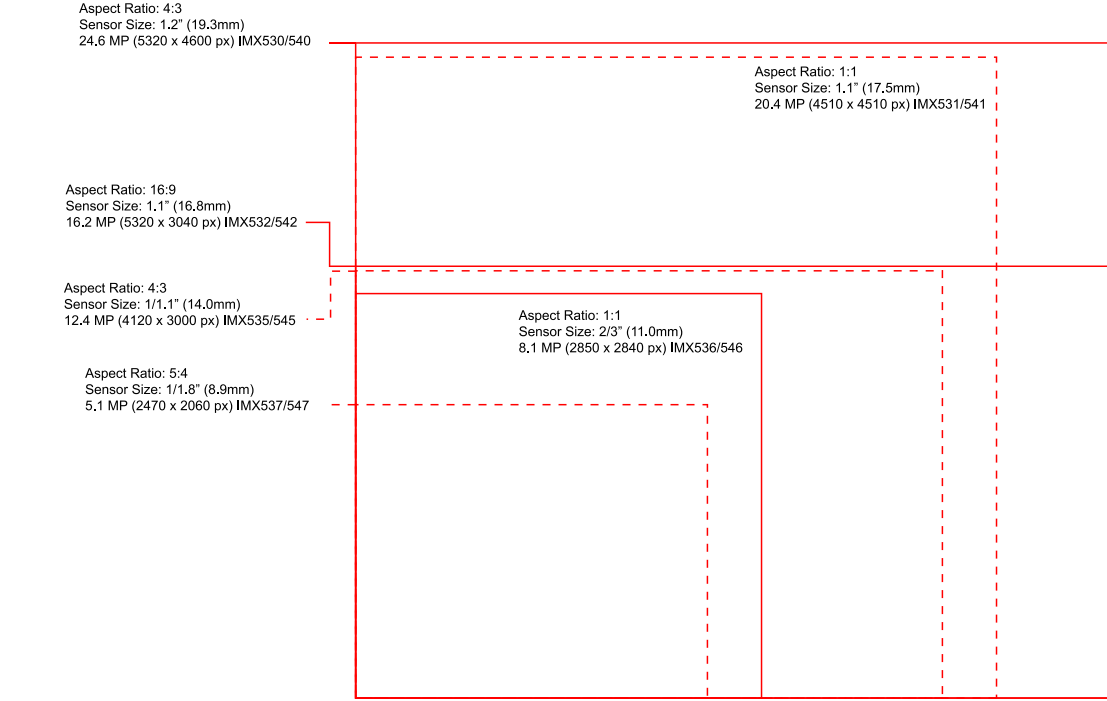 Aspect Ratio: 4:3
Sensor Size: 1.2” (19.3mm)
24.6 MP (5320 x 4600 px) IMX530/540
Aspect Ratio: 1:1
Sensor Size: 1.1” (17.5mm)
20.4 MP (4510 x 4510 px) IMX531/541
Aspect Ratio: 16:9
Sensor Size: 1.1” (16.8mm)
16.2 MP (5320 x 3040 px) IMX532/542
Aspect Ratio: 4:3
Sensor Size: 1/1.1” (14.0mm)
12.4 MP (4120 x 3000 px) IMX535/545
Aspect Ratio: 1:1
Sensor Size: 2/3” (11.0mm)
8.1 MP (2850 x 2840 px) IMX536/546
Aspect Ratio: 5:4
Sensor Size: 1/1.8” (8.9mm)
5.1 MP (2470 x 2060 px) IMX537/547